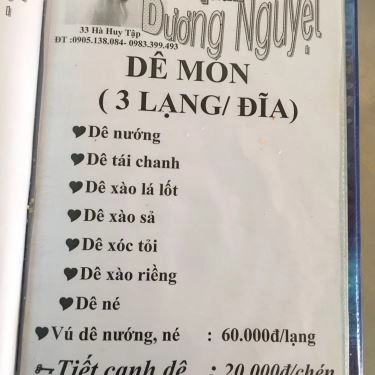 Dương Nguyệt
33 Hà Huy Tập
ĐT :0905.138.084- 0983.399.493
DÊ MÓN
( 3 LẠNG/ ĐĨA)
Dê nướng
Dê tái chanh
Dê xào lá lốt
Dê xào sả
Dê xóc tỏi
Dê xào riềng
Dê né
Vú dê nướng, né : 60.000đ/lạng
Tiết canh dê : 20.000đ/chén